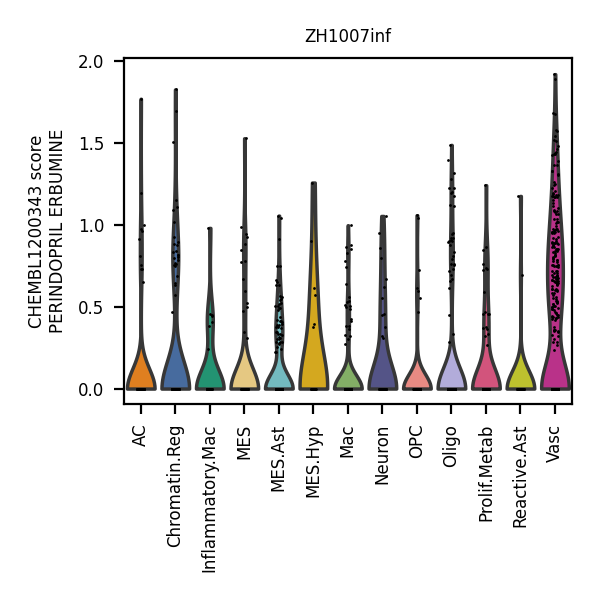 ZH1007inf
CHEMBL1200343 score
PERINDOPRIL ERBUMINE
2.0
1.5
1.0
0.5
0.0
AC
Chromatin.Reg
Inflammatory.Mac
MES
MES.Ast
MES.Hyp
Mac
Neuron
OPC
Oligo
Prolif.Metab
Reactive.Ast
Vasc